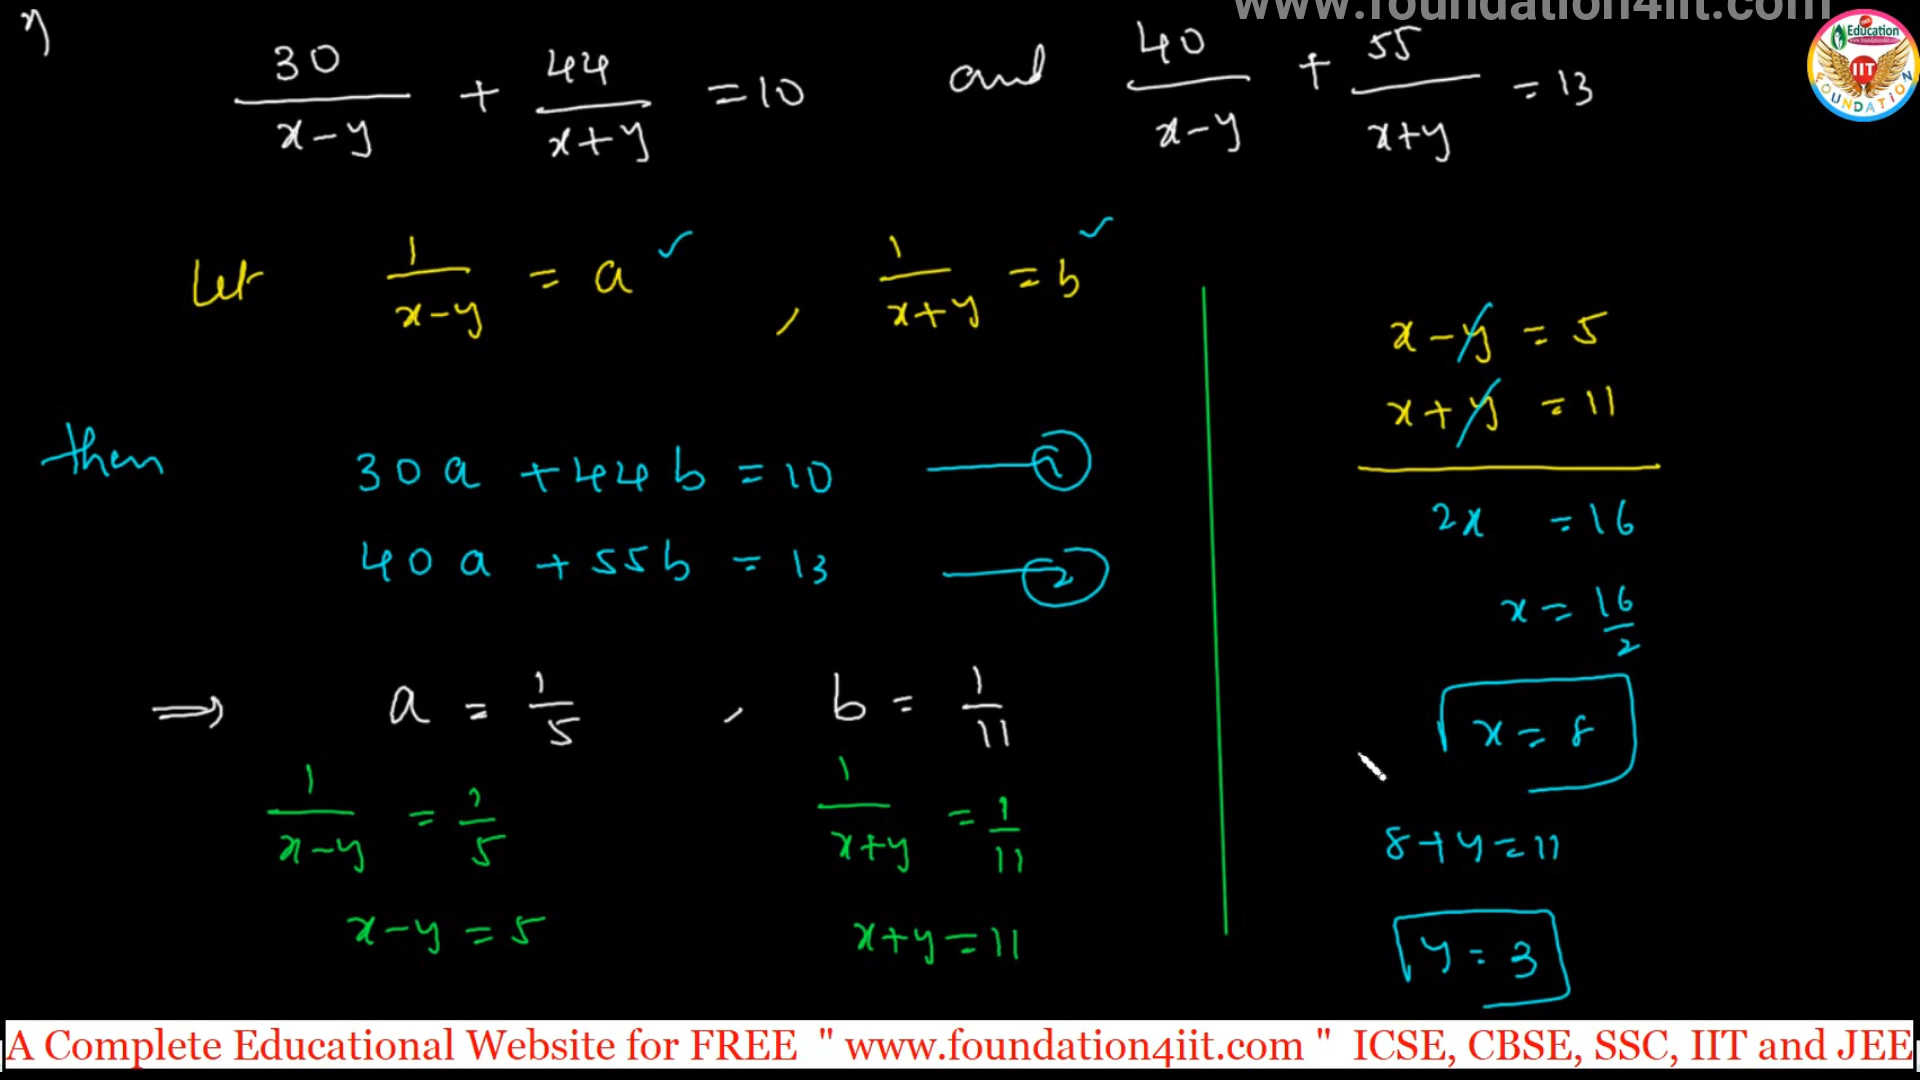 www.foundation4iit.com
Education
IIT
FOUNDATION
1) 30/(x-y) + 44/(x+y) = 10 and 40/(x-y) + 55/(x+y) = 13
Let 1/(x-y) = a ✓ , 1/(x+y) = b ✓
then 30a + 44b = 10 — ①
40a + 55b = 13 — ②
⇒ a = 1/5 , b = 1/11
1/(x-y) = 1/5 1/(x+y) = 1/11
x-y = 5 x+y = 11
x-y = 5
x+y = 11
2x = 16
x = 16/2
x = 8
8+y = 11
y = 3
A Complete Educational Website for FREE " www.foundation4iit.com " ICSE, CBSE, SSC, IIT and JEE